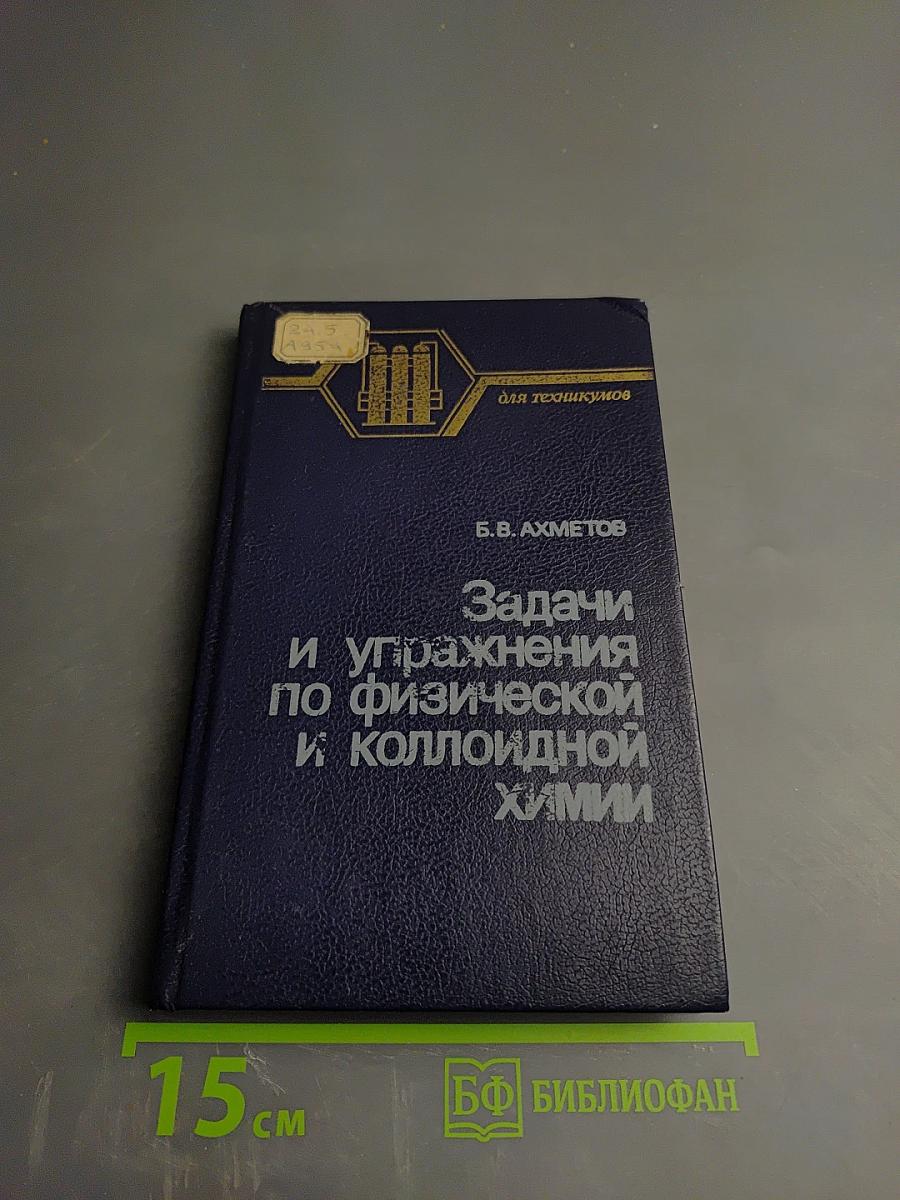 24.5
А954
для техникумов
Б.В. АХМЕТОВ
Задачи
и упражнения
по физической
и коллоидной
химии
15 см
БФ БИБЛИОФАН